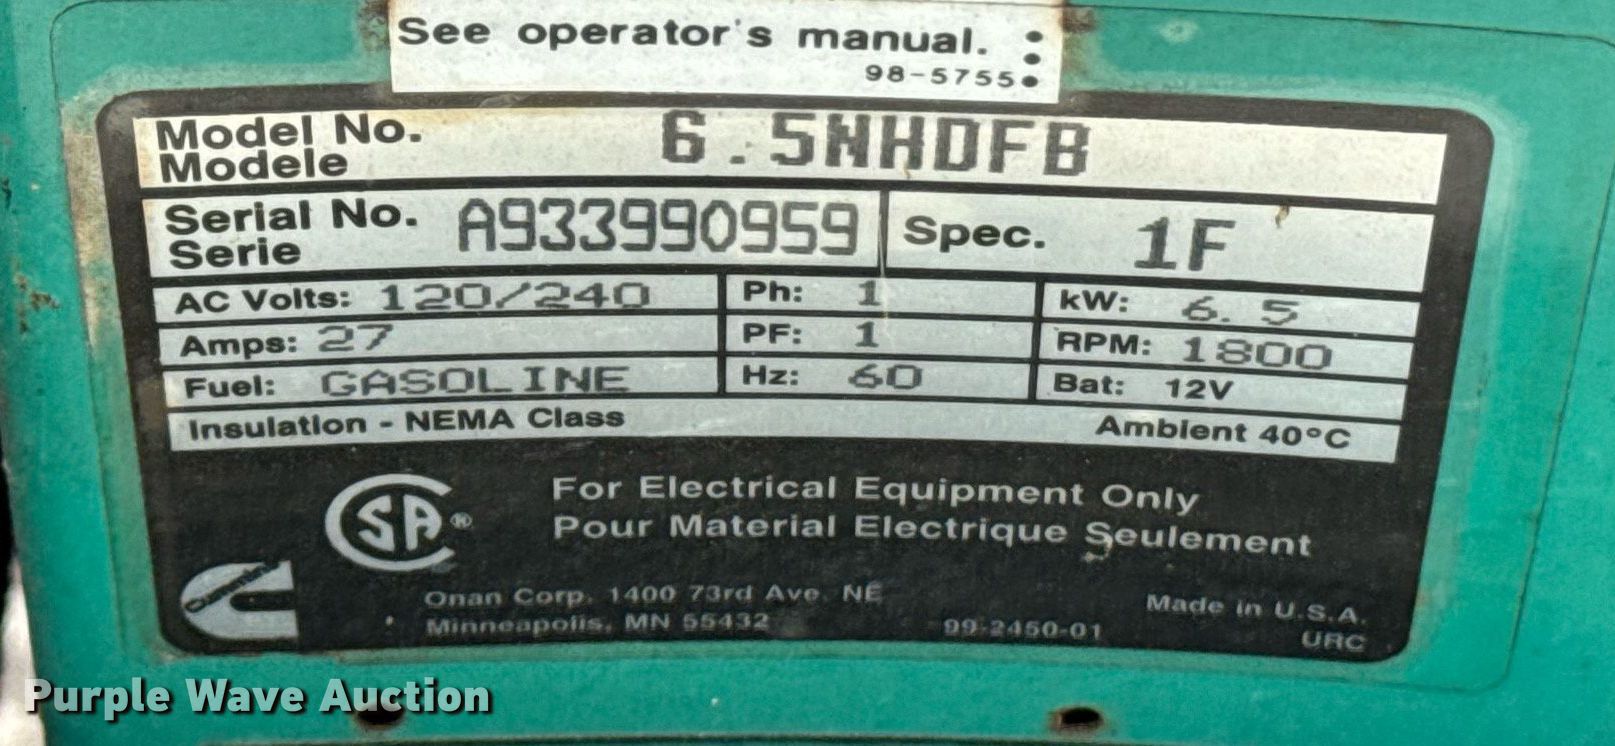 See operator's manual.
98-5755
Model No.
Modele
6.5NHDFB
Serial No.
Serie
A933990959
Spec. 1F
AC Volts: 120/240 Ph: 1 kW: 6.5
Amps: 27 PF: 1 RPM: 1800
Fuel: GASOLINE Hz: 60 Bat: 12V
Insulation - NEMA Class Ambient 40°C
SA®
For Electrical Equipment Only
Pour Material Electrique Seulement
Cummins
Onan Corp. 1400 73rd Ave. NE
Minneapolis, MN 55432
99-2450-01
Made in U.S.A.
URC
Purple Wave Auction